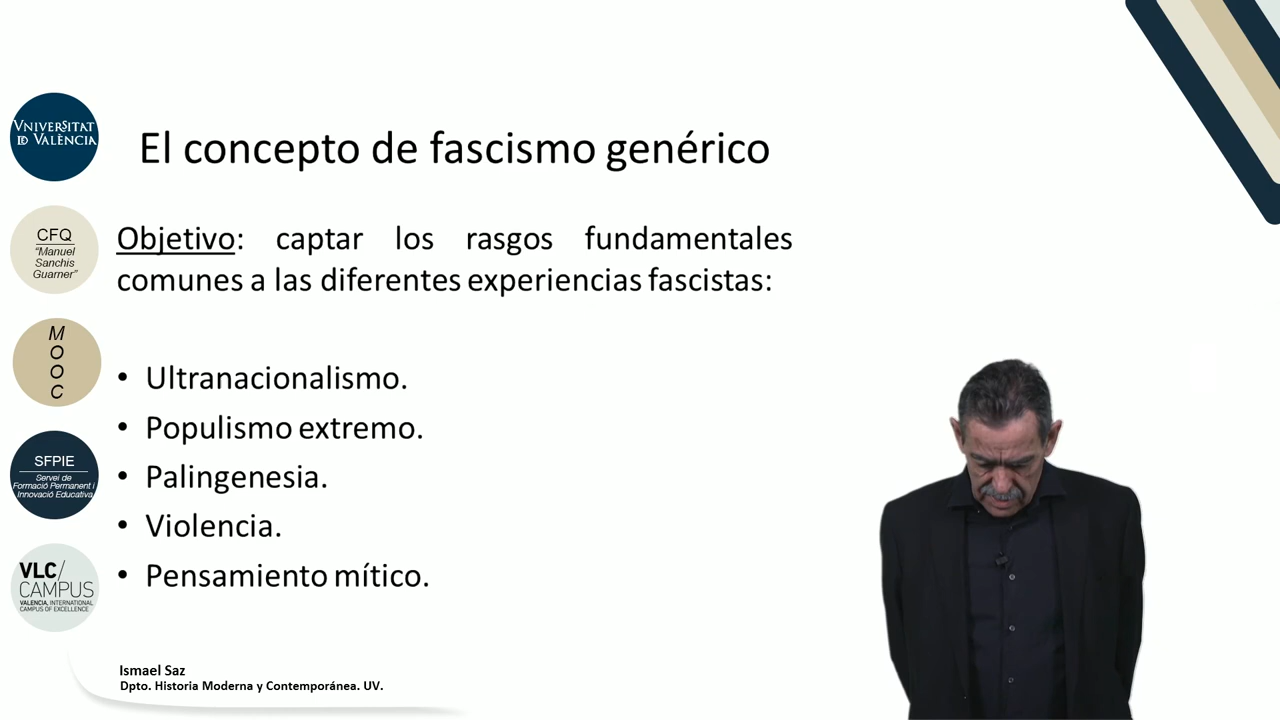 VNIVERSITAT
ID VALÈNCIA
El concepto de fascismo genérico
CFQ
"Manuel
Sanchis
Guarner"
Objetivo: captar los rasgos fundamentales
comunes a las diferentes experiencias fascistas:
M
O
O
C
• Ultranacionalismo.
• Populismo extremo.
• Palingenesia.
• Violencia.
• Pensamiento mítico.
SFPIE
Servei de
Formació Permanent i
Innovació Educativa
VLC/
CAMPUS
VALENCIA, INTERNATIONAL
CAMPUS OF EXCELLENCE
Ismael Saz
Dpto. Historia Moderna y Contemporánea. UV.